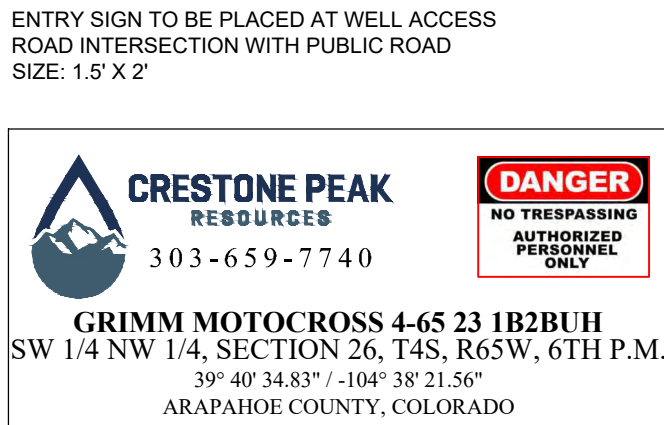 ENTRY SIGN TO BE PLACED AT WELL ACCESS
ROAD INTERSECTION WITH PUBLIC ROAD
SIZE: 1.5' X 2'
CRESTONE PEAK
RESOURCES
303-659-7740
DANGER
NO TRESPASSING
AUTHORIZED
PERSONNEL
ONLY
GRIMM MOTOCROSS 4-65 23 1B2BUH
SW 1/4 NW 1/4, SECTION 26, T4S, R65W, 6TH P.M.
39° 40' 34.83" / -104° 38' 21.56"
ARAPAHOE COUNTY, COLORADO